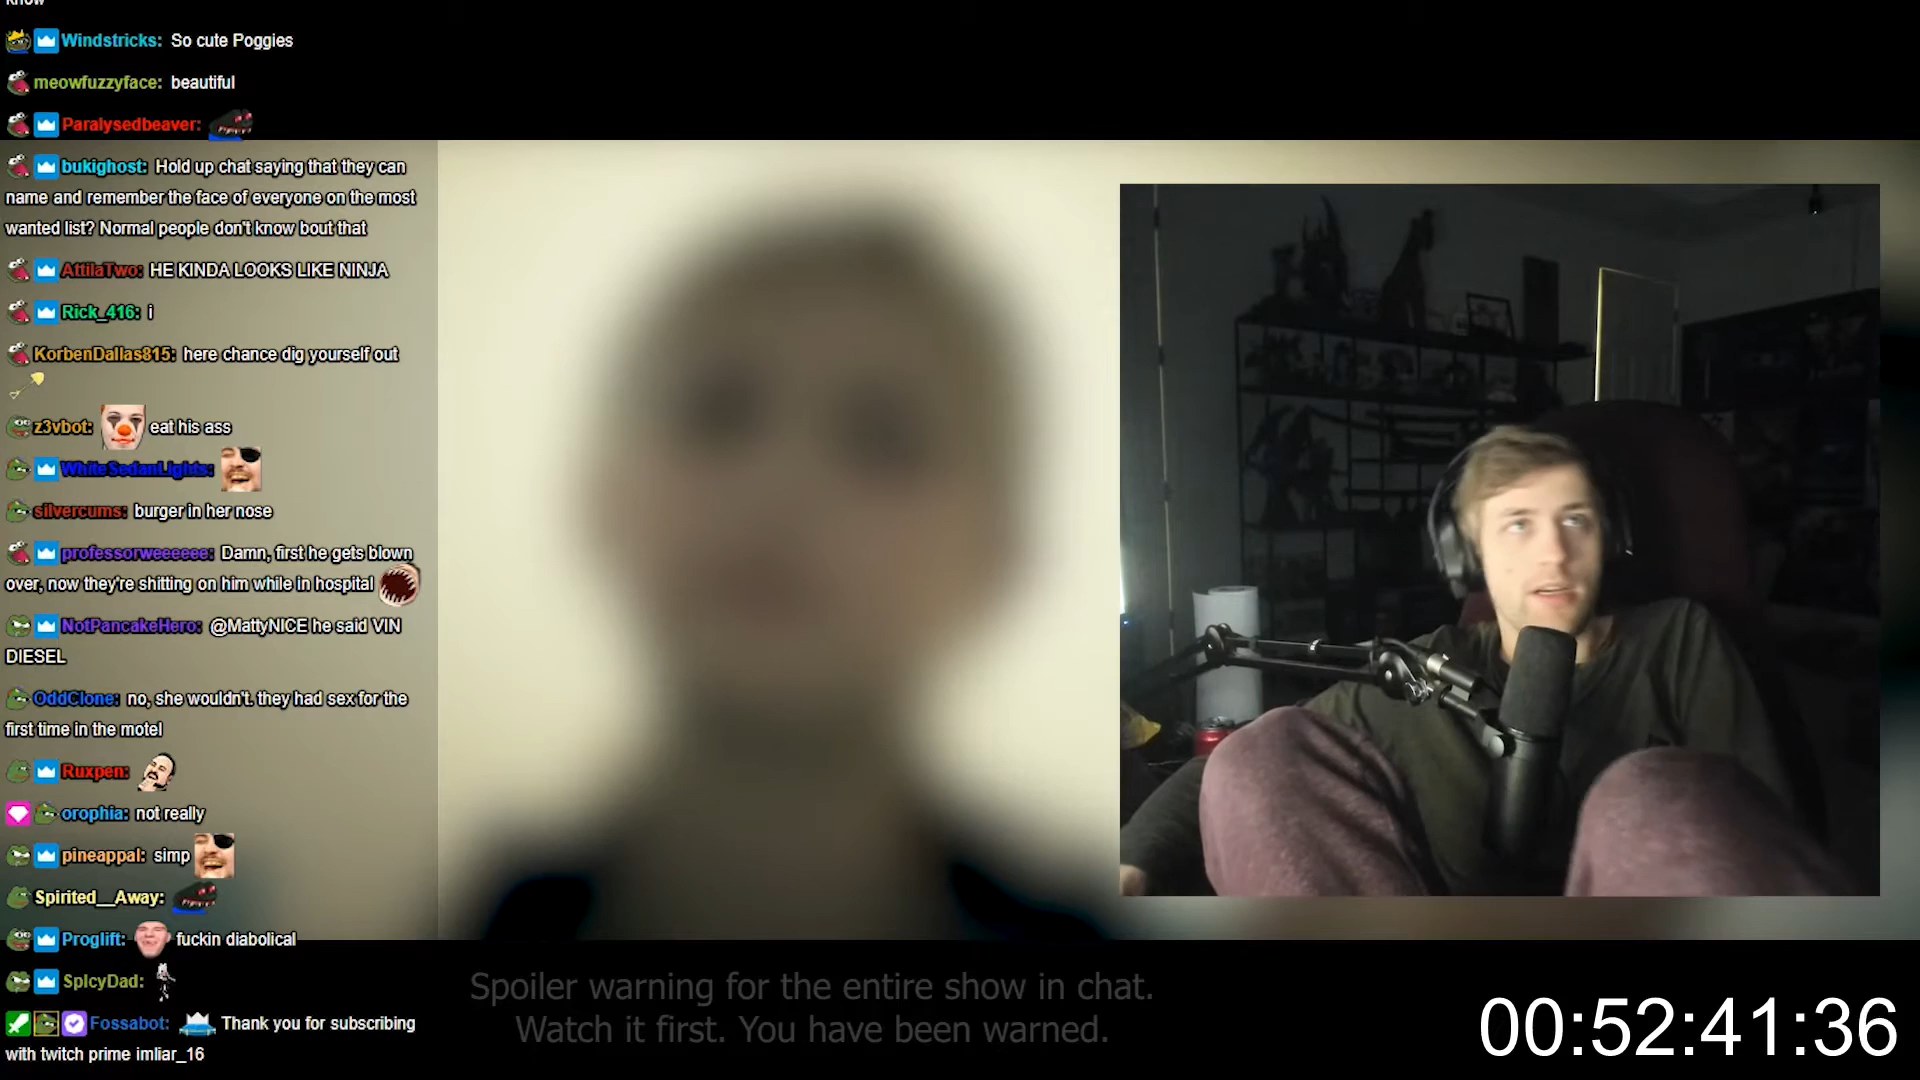 know
Windstricks: So cute Poggies
meowfuzzyface: beautiful
Paralysedbeaver:
bukighost: Hold up chat saying that they can
name and remember the face of everyone on the most
wanted list? Normal people don't know bout that
AttilaTwo: HE KINDA LOOKS LIKE NINJA
Rick_416: i
KorbenDallas815: here chance dig yourself out
z3vbot: eat his ass
WhiteSedanLights:
silvercums: burger in her nose
professorweeeeee: Damn, first he gets blown
over, now they're shitting on him while in hospital
NotPancakeHero: @MattyNICE he said VIN
DIESEL
OddClone: no, she wouldn't. they had sex for the
first time in the motel
Ruxpen:
orophia: not really
pineappal: simp
Spirited__Away:
Progliff: fuckin diabolical
SpIcyDad:
Fossabot: Thank you for subscribing
with twitch prime imliar_16
Spoiler warning for the entire show in chat.
Watch it first. You have been warned.
00:52:41:36